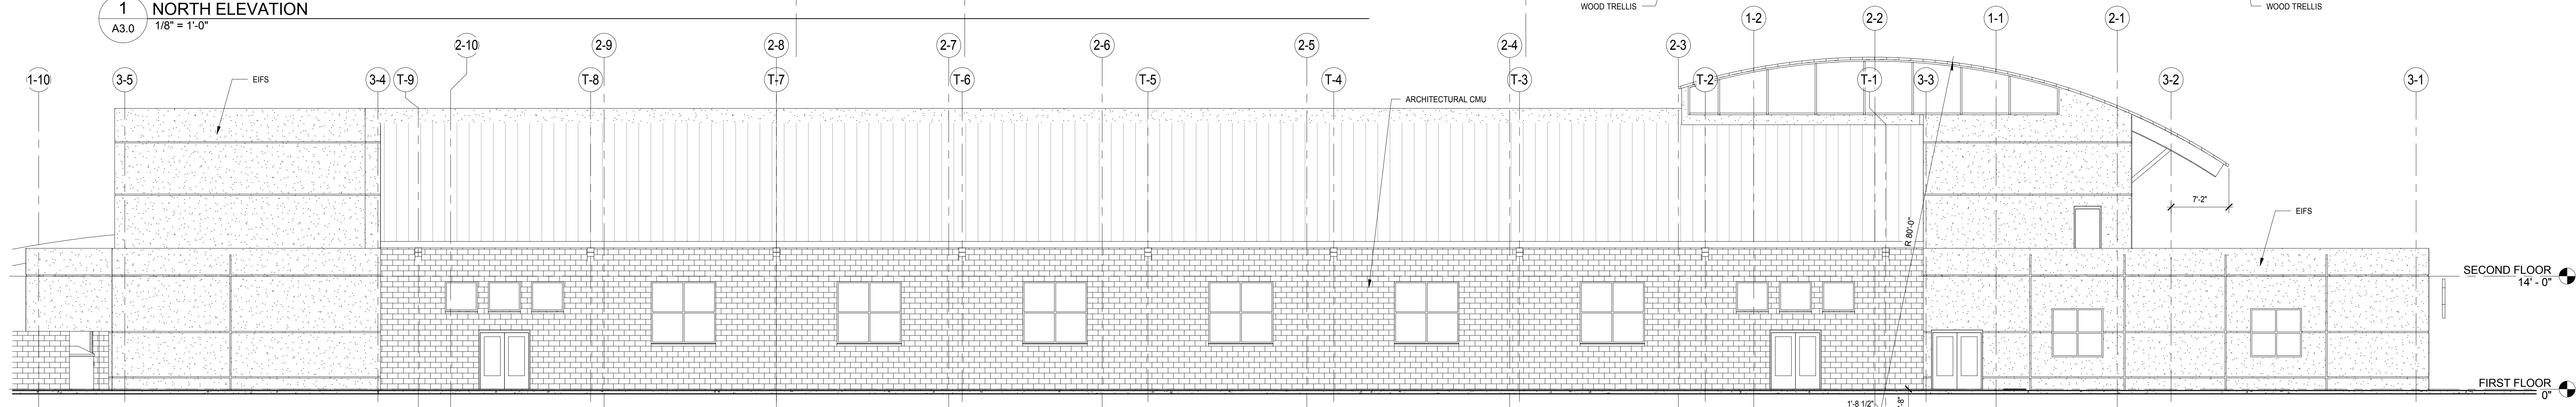 1
NORTH ELEVATION
A3.0
1/8" = 1'-0"
WOOD TRELLIS
WOOD TRELLIS
1-2
2-2
1-1
2-1
2-10
2-9
2-8
2-7
2-6
2-5
2-4
2-3
1-10
3-5
EIFS
3-4
T-9
T-8
T-7
T-6
T-5
T-4
T-3
T-2
T-1
3-3
3-2
3-1
ARCHITECTURAL CMU
7'-2"
EIFS
R 80'-0"
SECOND FLOOR
14' - 0"
FIRST FLOOR
0"
1'-8 1/2"
-8"